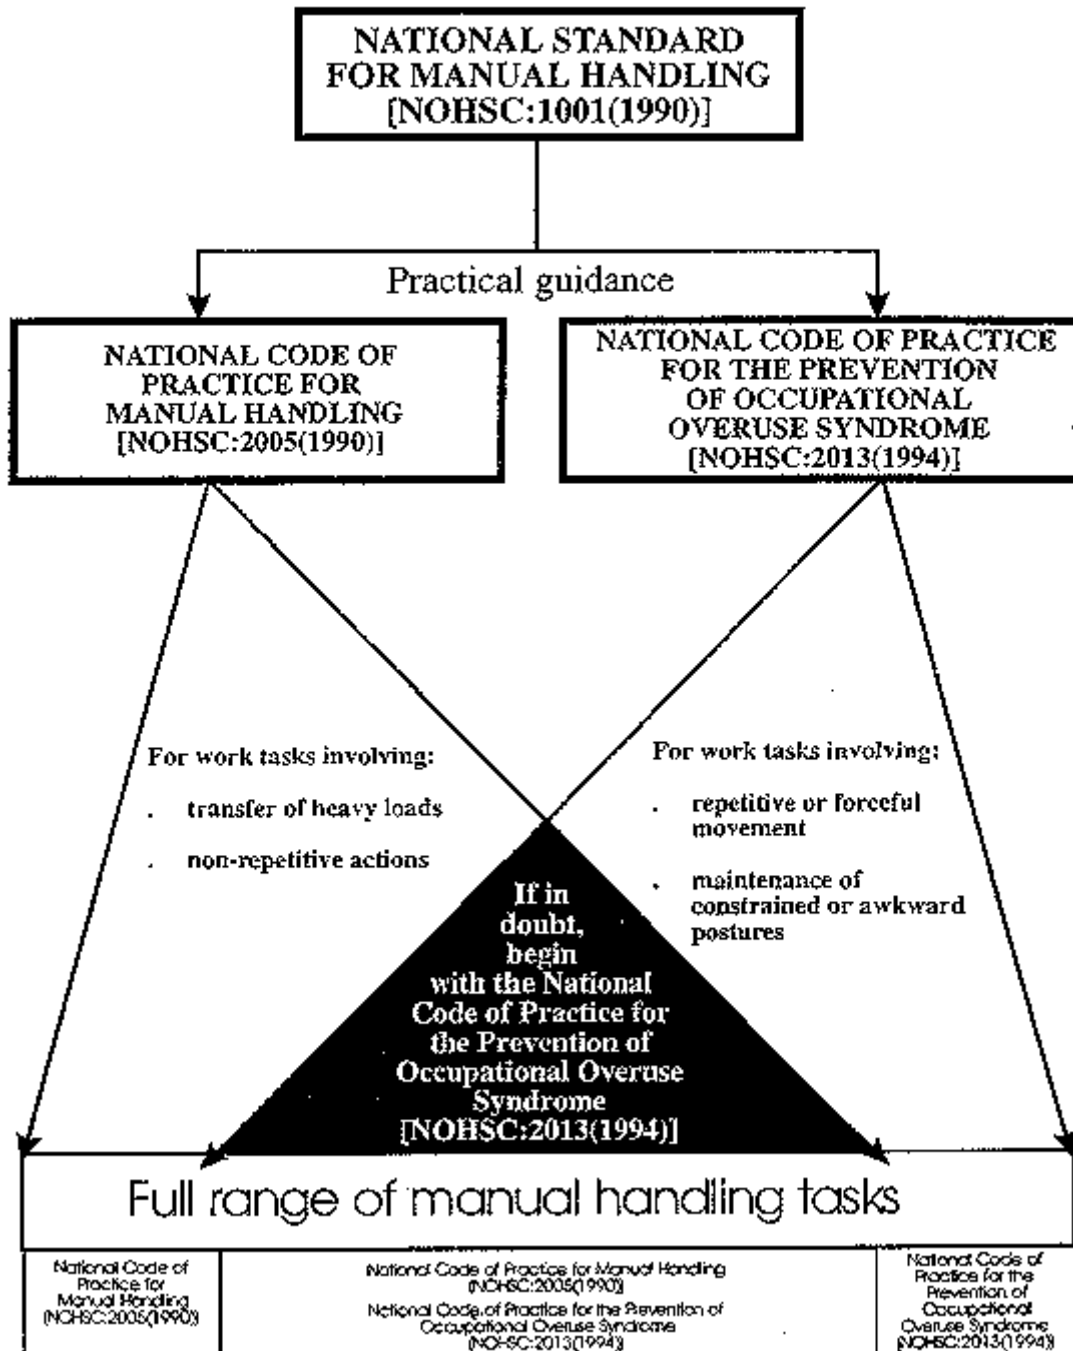 NATIONAL STANDARD
FOR MANUAL HANDLING
[NOHSC:1001(1990)]
Practical guidance
NATIONAL CODE OF
PRACTICE FOR
MANUAL HANDLING
[NOHSC:2005(1990)]
NATIONAL CODE OF PRACTICE
FOR THE PREVENTION
OF OCCUPATIONAL
OVERUSE SYNDROME
[NOHSC:2013(1994)]
For work tasks involving:
. transfer of heavy loads
. non-repetitive actions
For work tasks involving:
. repetitive or forceful
movement
. maintenance of
constrained or awkward
postures
If in
doubt,
begin
with the National
Code of Practice for
the Prevention of
Occupational Overuse
Syndrome
[NOHSC:2013(1994)]
Full range of manual handling tasks
National Code of
Practice for
Manual Handling
[NOHSC:2005(1990)]
National Code of Practice for Manual Handling
[NOHSC:2005(1990)]
National Code of Practice for the Prevention of
Occupational Overuse Syndrome
[NOHSC:2013(1994)]
National Code of
Practice for the
Prevention of
Occupational
Overuse Syndrome
[NOHSC:2013(1994)]